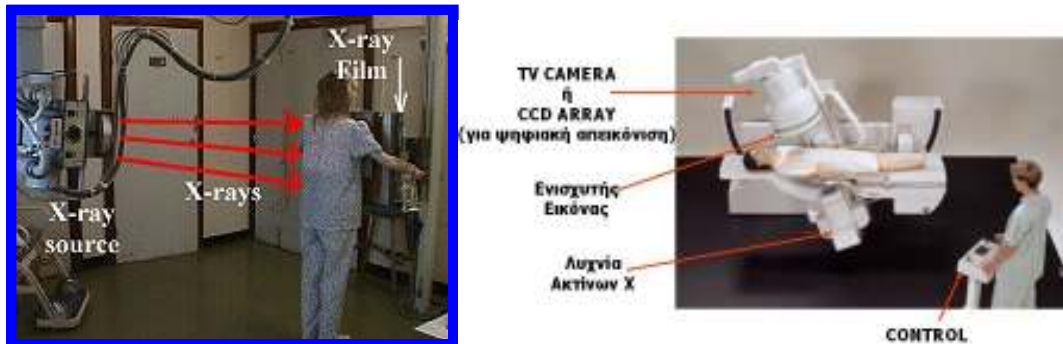 X-ray
Film
X-rays
X-ray
source
TV CAMERA
ή
CCD ARRAY
(για ψηφιακή απεικόνιση)
Ενισχυτής
Εικόνας
Λυχνία
Ακτίνων Χ
CONTROL